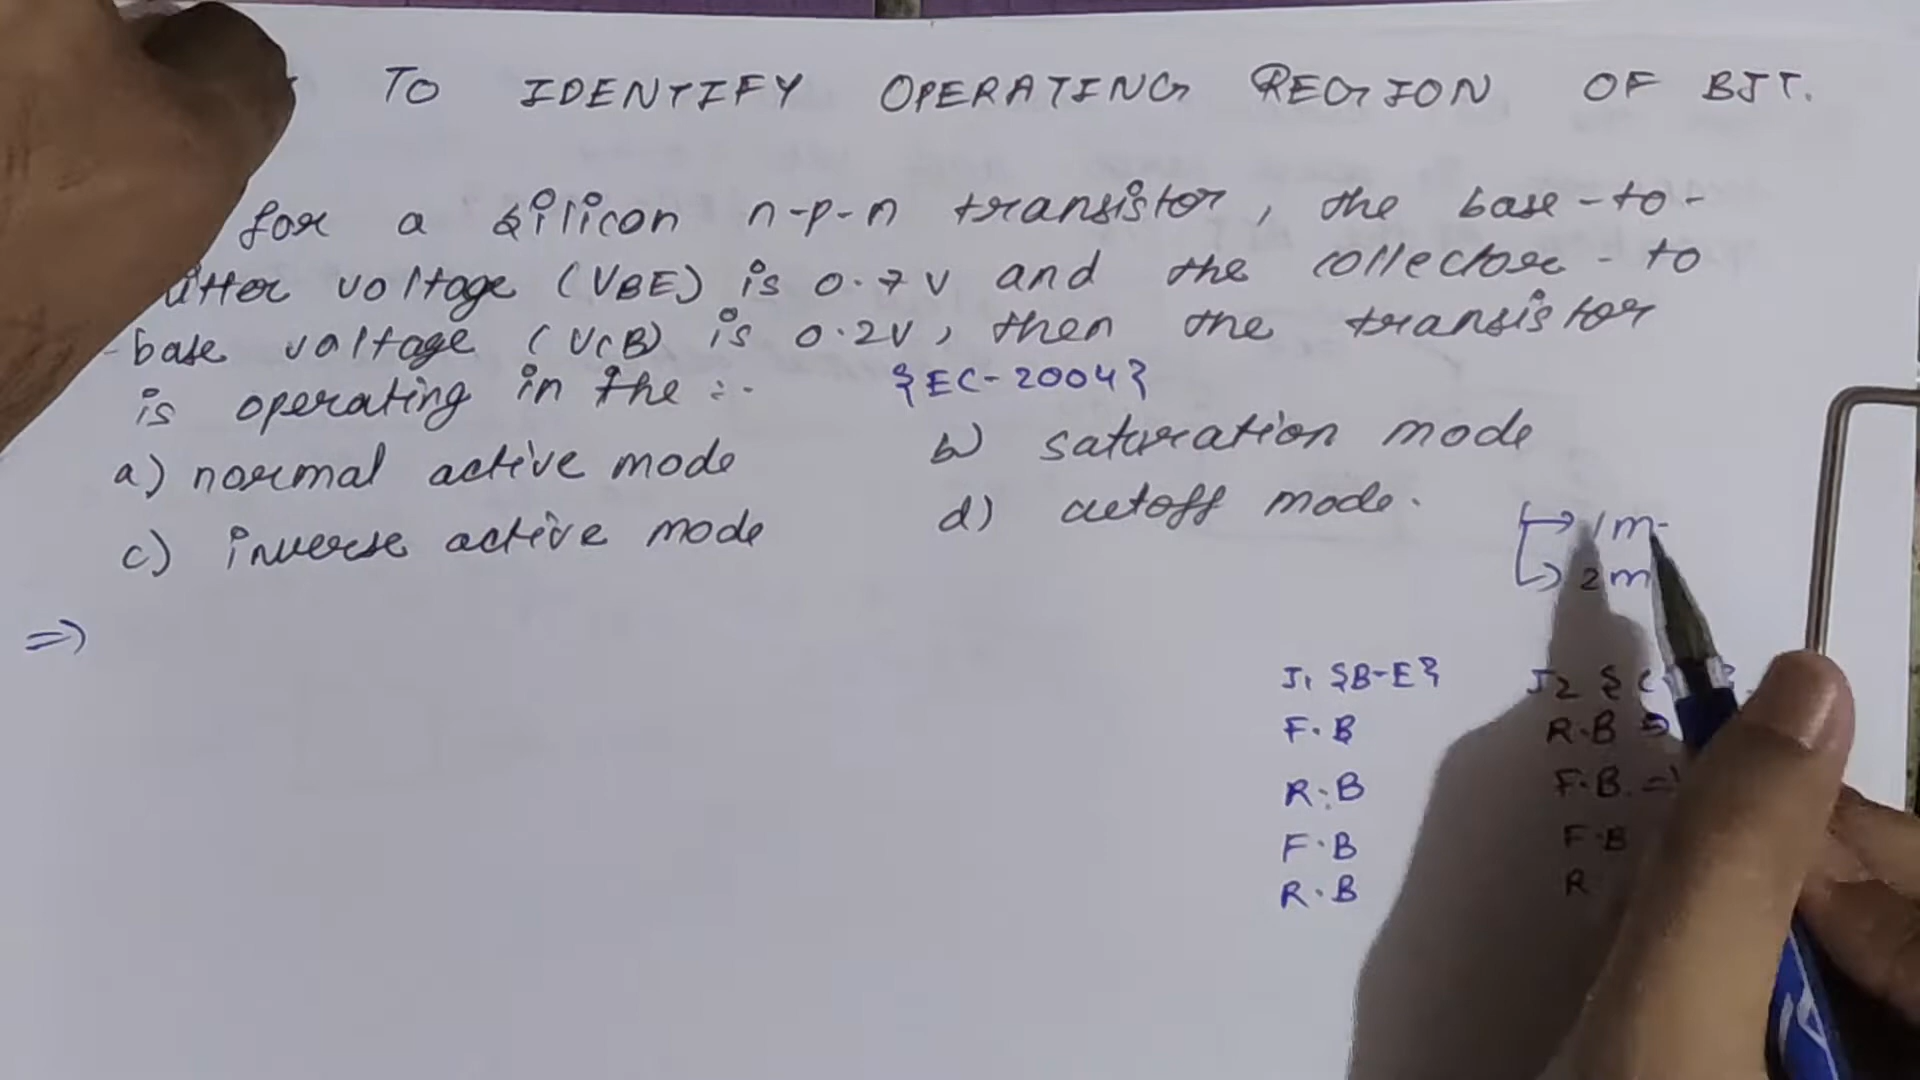 TO IDENTIFY OPERATING REGION OF BJT.
for a silicon n-p-n transistor, the base-to-
voltage (VBE) is 0.7 V and the collector - to
-base voltage (VCB) is 0.2V, then the transistor
is operating in the :-. {EC-2004}
a) normal active mode b) saturation mode
c) inverse active mode d) cutoff mode.
→ 1m
→ 2m
⇒
J1 {B-E} J2 {C
F.B R.B ⇒
R.B F.B. ⇒
F.B F.B
R.B R